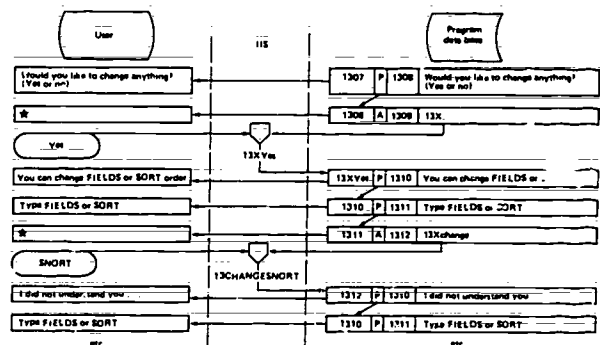 User
IIS
Program
data base
Would you like to change anything?
(Yes or no)
1307 P 1308 Would you like to change anything?
(Yes or no)
★
1308 A 1309 13X.
Yes
13XYes
You can change FIELDS or SORT order
13XYes. P 1310 You can change FIELDS or ..
Type FIELDS or SORT
1310 P 1311 Type FIELDS or SORT
★
1311 A 1312 13Xchange
SNORT
13CHANGESNORT
I did not understand you
1312 P 1310 I did not understand you
Type FIELDS or SORT
1310 P 1311 Type FIELDS or SORT
etc
etc